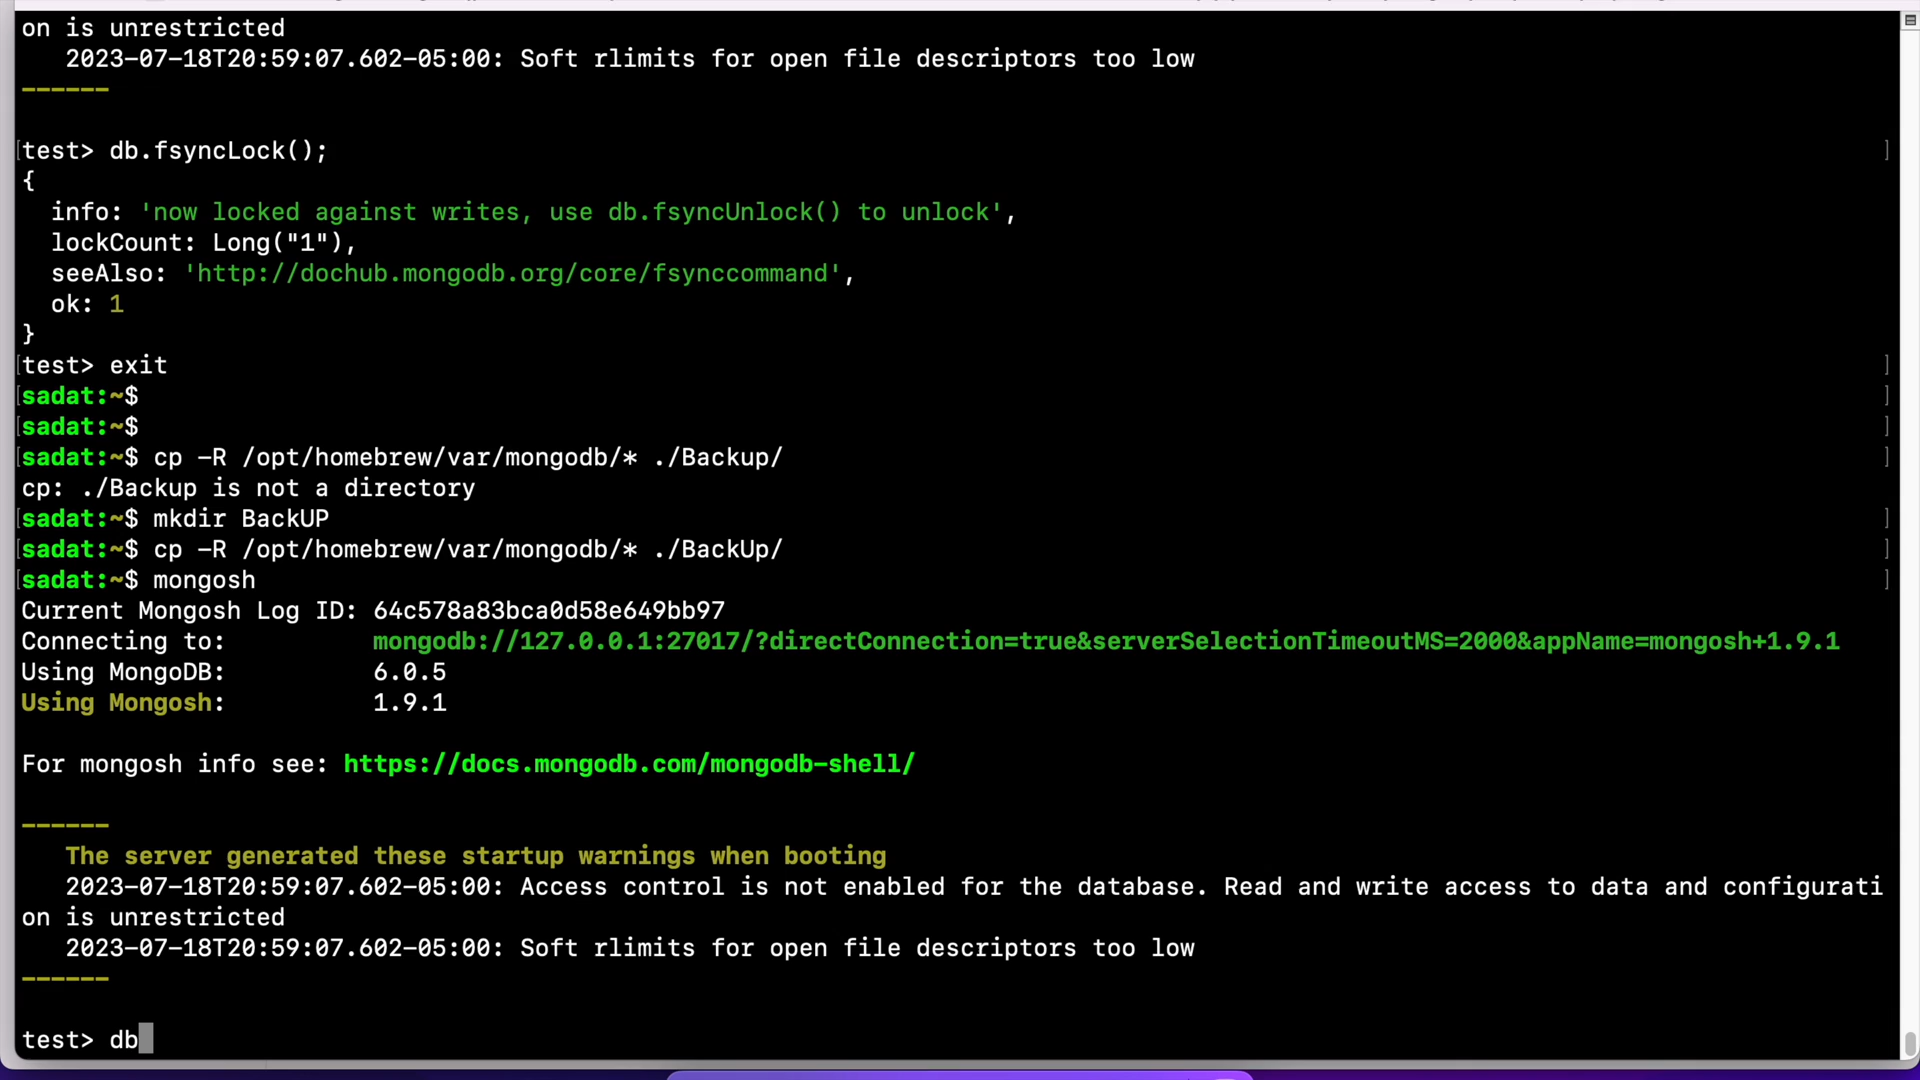 on is unrestricted
2023-07-18T20:59:07.602-05:00: Soft rlimits for open file descriptors too low
------
[test> db.fsyncLock(); ]
{
info: 'now locked against writes, use db.fsyncUnlock() to unlock',
lockCount: Long("1"),
seeAlso: 'http://dochub.mongodb.org/core/fsynccommand',
ok: 1
}
[test> exit ]
[sadat:~$ ]
[sadat:~$ ]
[sadat:~$ cp -R /opt/homebrew/var/mongodb/* ./Backup/ ]
cp: ./Backup is not a directory
[sadat:~$ mkdir BackUP ]
[sadat:~$ cp -R /opt/homebrew/var/mongodb/* ./BackUp/ ]
[sadat:~$ mongosh ]
Current Mongosh Log ID: 64c578a83bca0d58e649bb97
Connecting to: mongodb://127.0.0.1:27017/?directConnection=true&serverSelectionTimeoutMS=2000&appName=mongosh+1.9.1
Using MongoDB: 6.0.5
Using Mongosh: 1.9.1
For mongosh info see: https://docs.mongodb.com/mongodb-shell/
------
The server generated these startup warnings when booting
2023-07-18T20:59:07.602-05:00: Access control is not enabled for the database. Read and write access to data and configurati
on is unrestricted
2023-07-18T20:59:07.602-05:00: Soft rlimits for open file descriptors too low
------
test> db